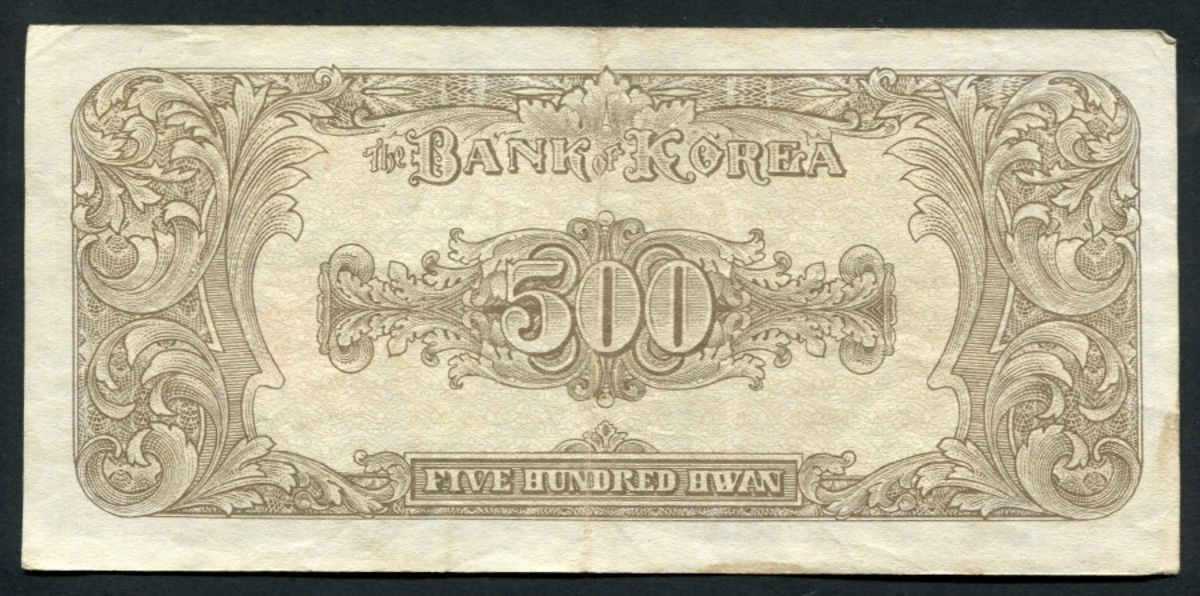 The BANK of KOREA
500
FIVE HUNDRED HWAN